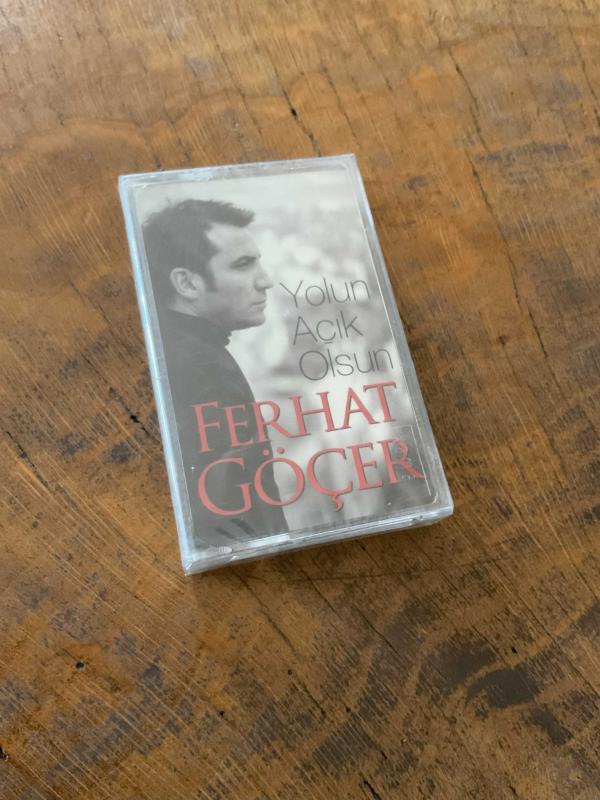 Yolun
Açık
Olsun
FERHAT
GÖÇER